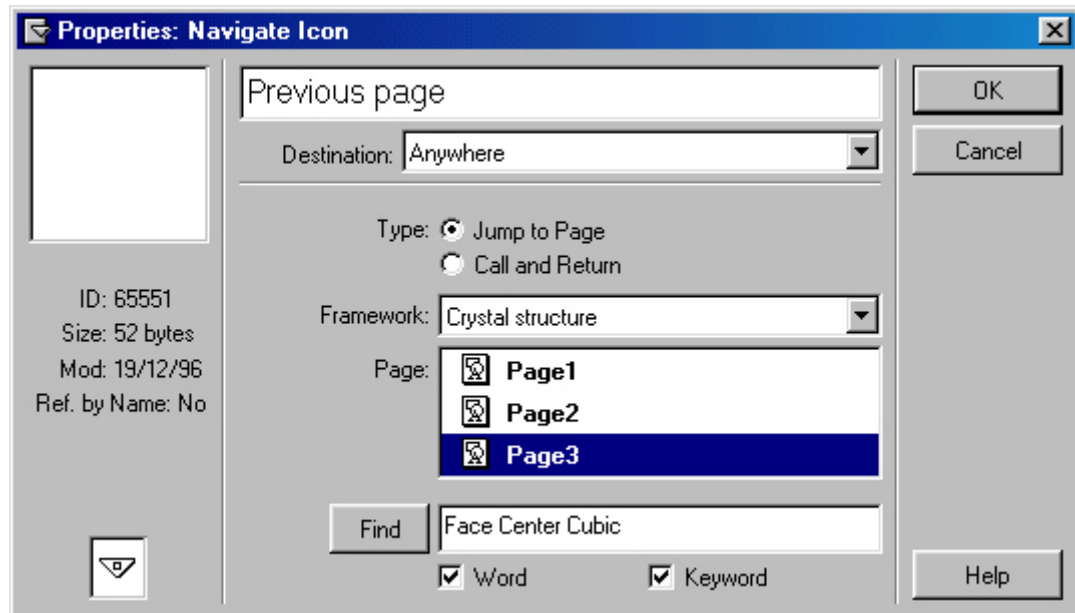 Properties: Navigate Icon
Previous page
OK
Destination: Anywhere
Cancel
Type: Jump to Page
Call and Return
ID: 65551
Size: 52 bytes
Mod: 19/12/96
Ref. by Name: No
Framework: Crystal structure
Page: Page1
Page2
Page3
Find Face Center Cubic
Word Keyword
Help